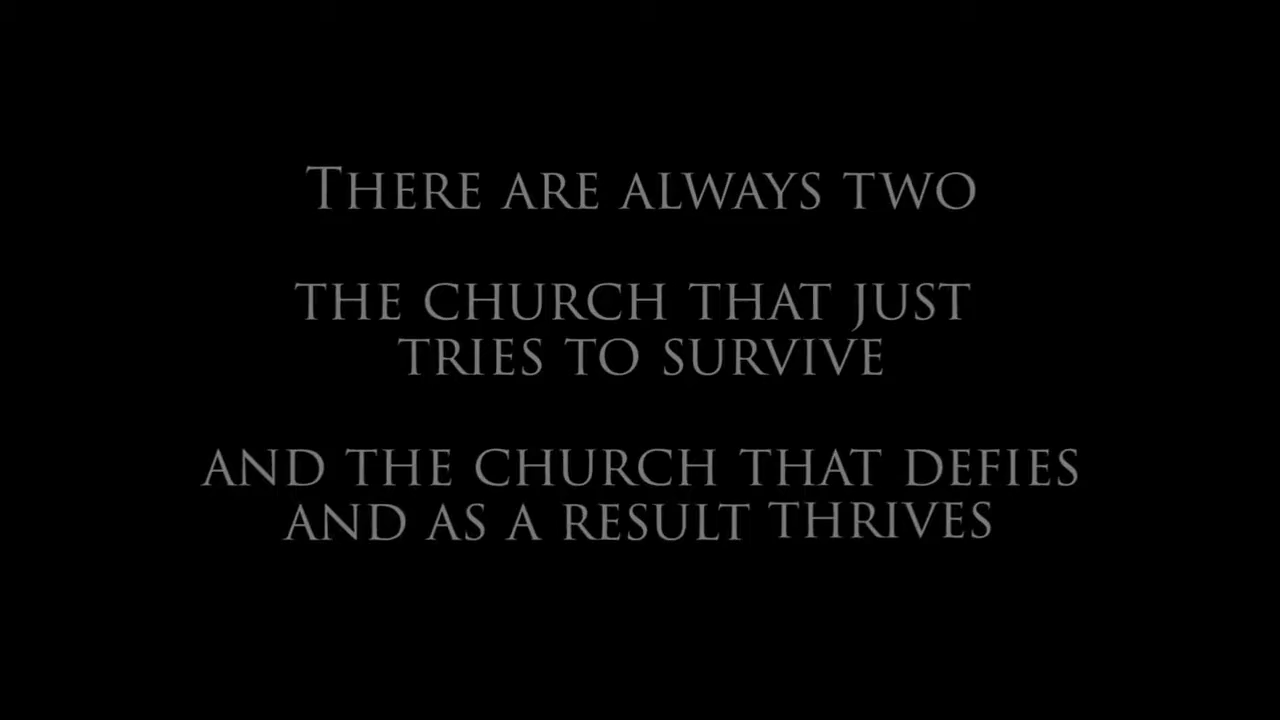 There are always two
the church that just
tries to survive
and the church that defies
and as a result thrives